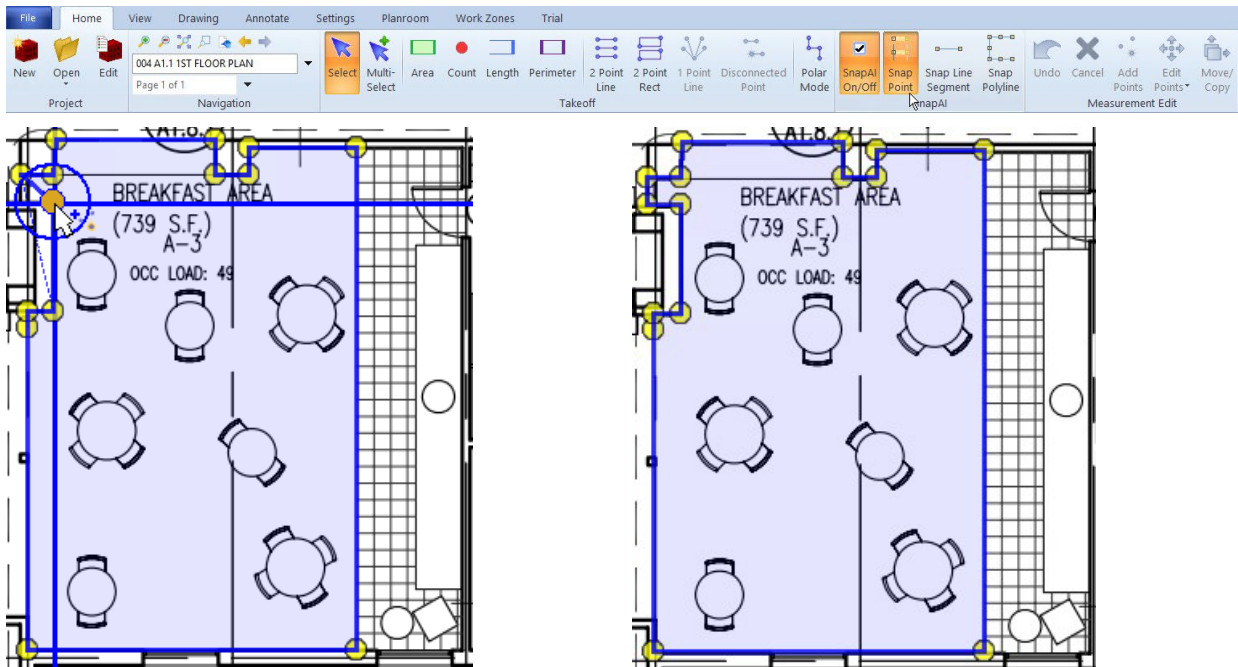 File Home View Drawing Annotate Settings Planroom Work Zones Trial
New Open Edit
004 A1.1 1ST FLOOR PLAN
Page 1 of 1
Select Multi-Select Area Count Length Perimeter 2 Point Line 2 Point Rect 1 Point Line Disconnected Point Polar Mode
SnapAI On/Off Snap Point Snap Line Segment Snap Polyline
Undo Cancel Add Points Edit Points Move/Copy
Project Navigation Takeoff SnapAI Measurement Edit
A1.8.
BREAKFAST AREA
(739 S.F.)
A-3
OCC LOAD: 49
A1.8.
BREAKFAST AREA
(739 S.F.)
A-3
OCC LOAD: 49